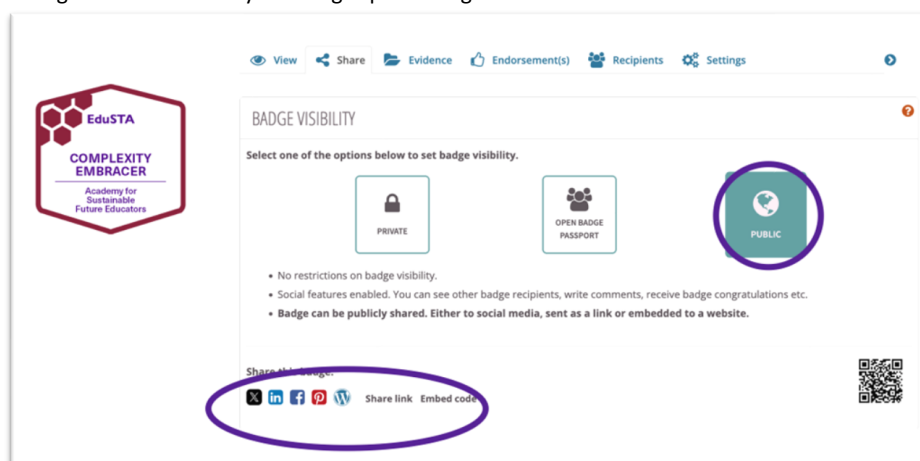 View Share Evidence Endorsement(s) Recipients Settings
EduSTA
COMPLEXITY
EMBRACER
Academy for
Sustainable
Future Educators
BADGE VISIBILITY
Select one of the options below to set badge visibility.
PRIVATE
OPEN BADGE
PASSPORT
PUBLIC
• No restrictions on badge visibility.
• Social features enabled. You can see other badge recipients, write comments, receive badge congratulations etc.
• Badge can be publicly shared. Either to social media, sent as a link or embedded to a website.
Share this badge:
Share link Embed code